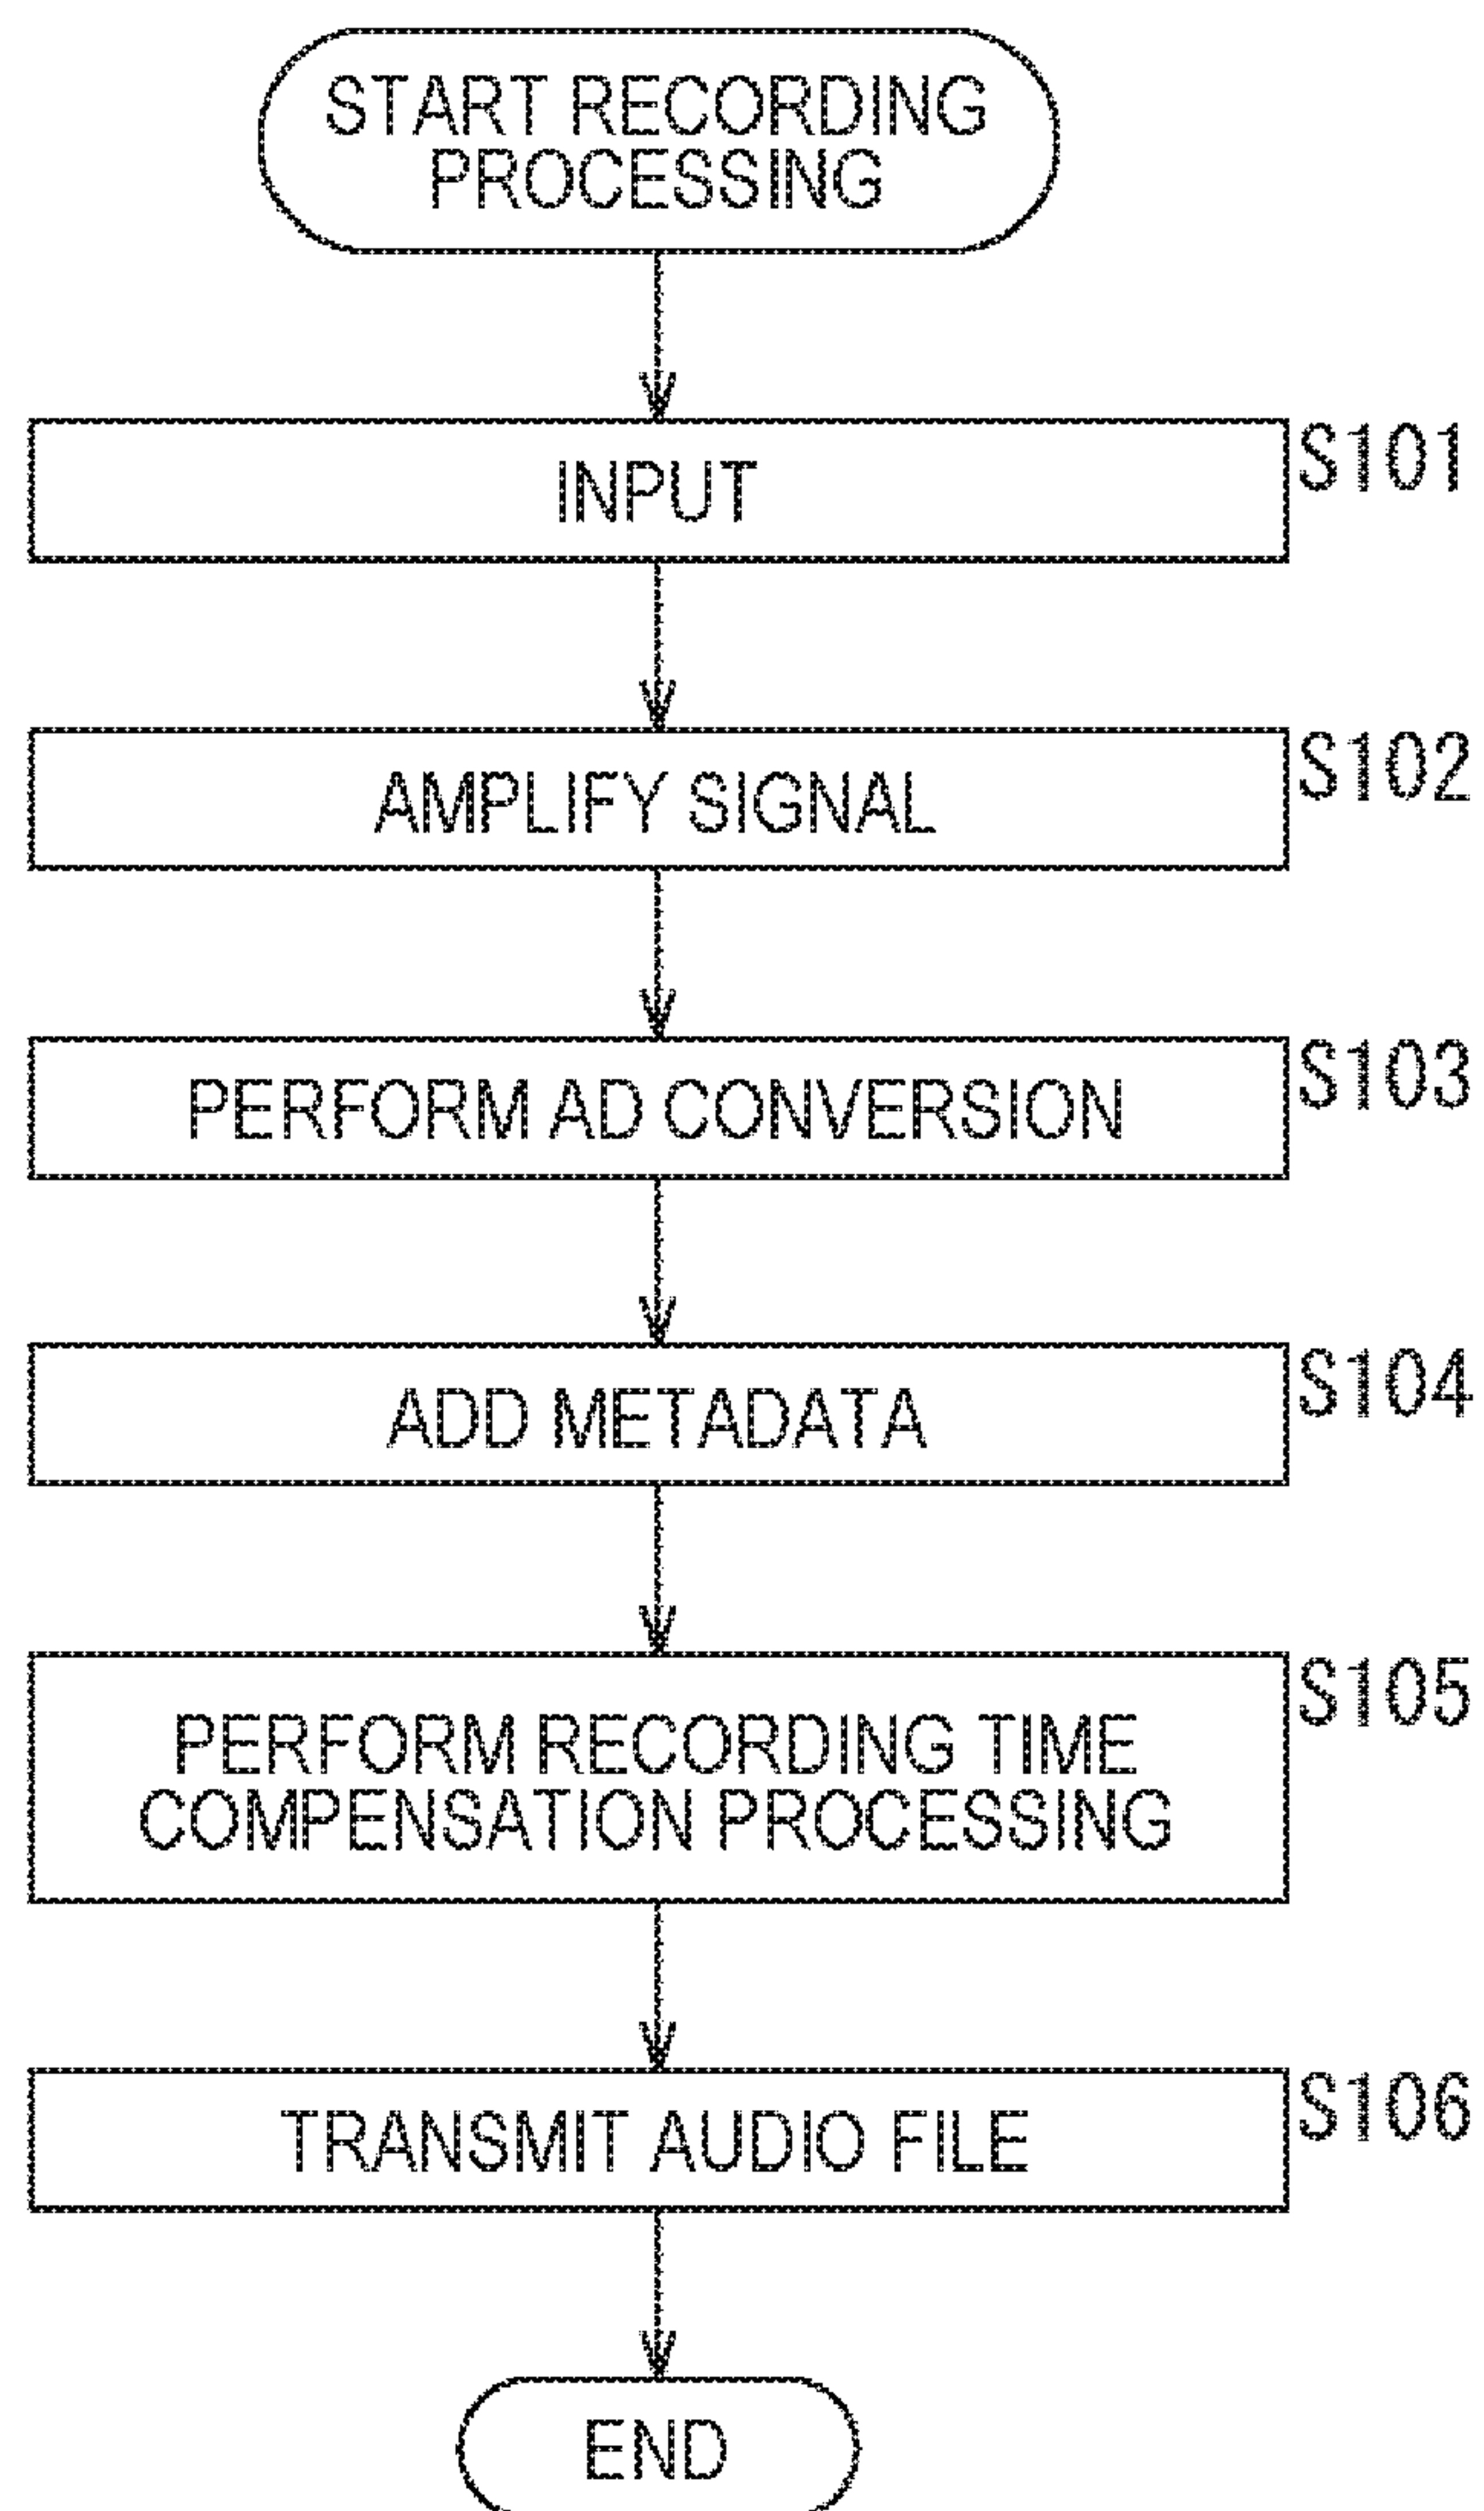 START RECORDING
PROCESSING
INPUT
S101
AMPLIFY SIGNAL
S102
PERFORM AD CONVERSION
S103
ADD METADATA
S104
PERFORM RECORDING TIME
COMPENSATION PROCESSING
S105
TRANSMIT AUDIO FILE
S106
END